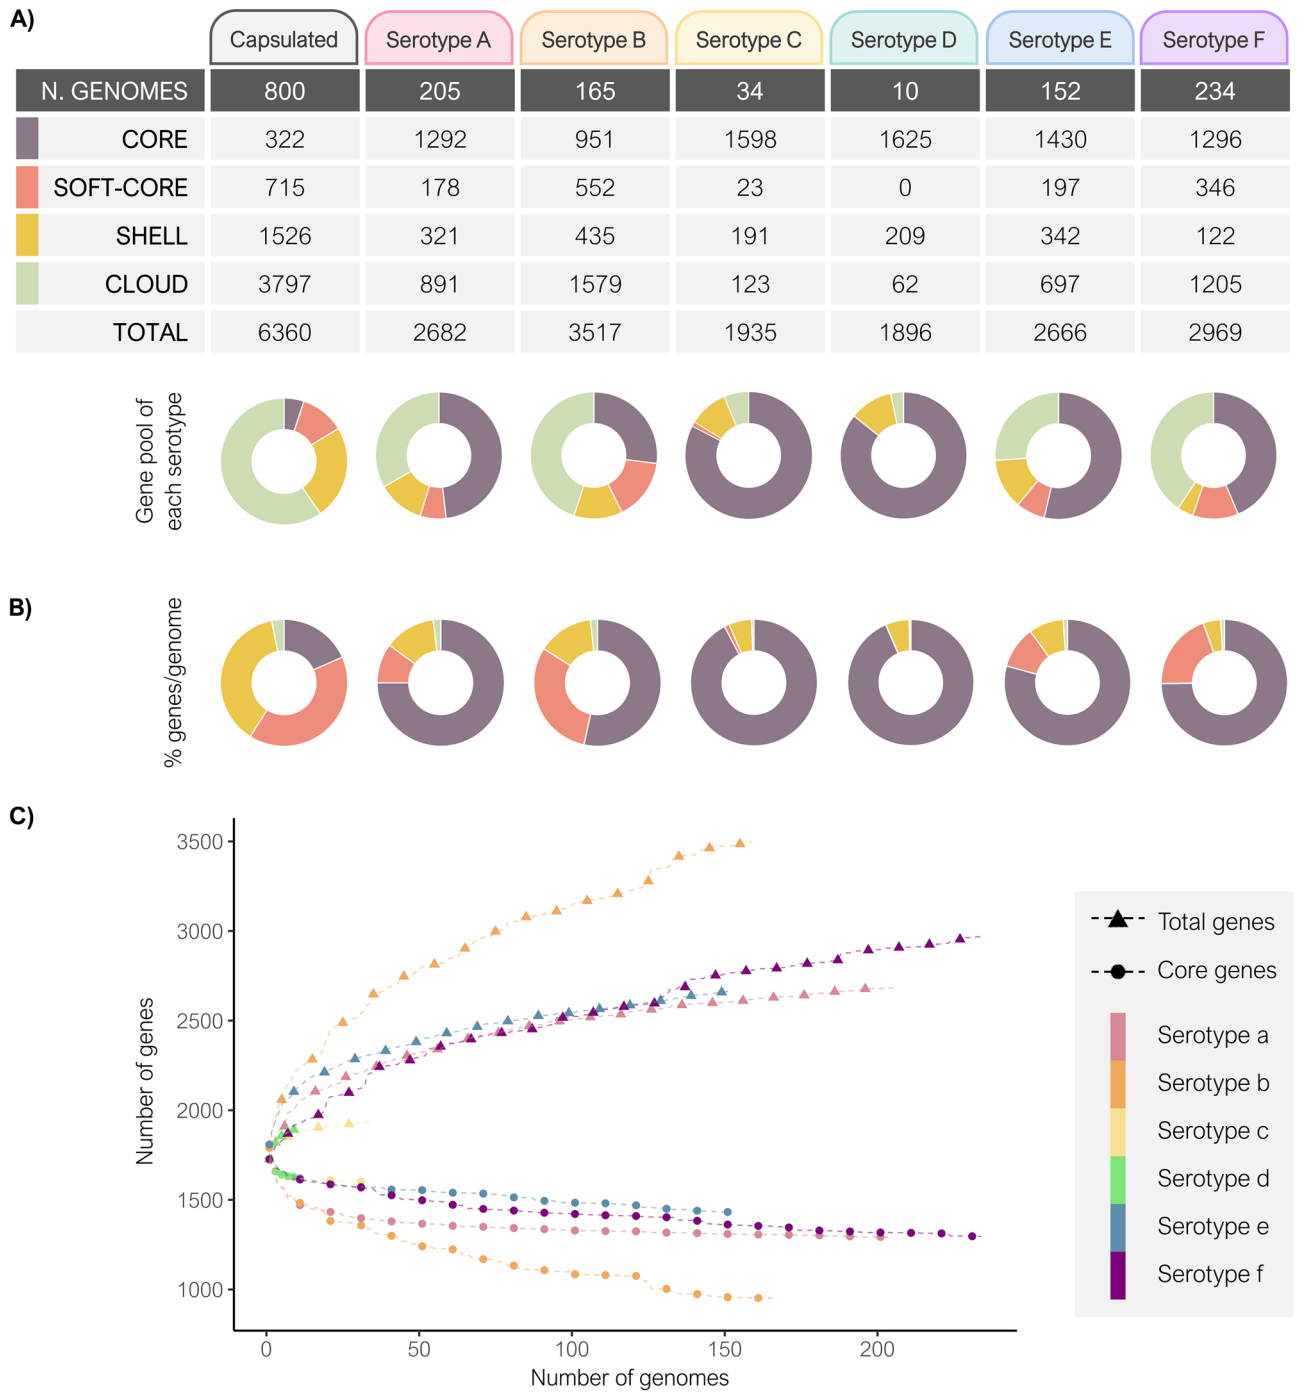 A)
Capsulated Serotype A Serotype B Serotype C Serotype D Serotype E Serotype F
N. GENOMES 800 205 165 34 10 152 234
CORE 322 1292 951 1598 1625 1430 1296
SOFT-CORE 715 178 552 23 0 197 346
SHELL 1526 321 435 191 209 342 122
CLOUD 3797 891 1579 123 62 697 1205
TOTAL 6360 2682 3517 1935 1896 2666 2969
Gene pool of
each serotype
B)
% genes/genome
C)
Number of genes
3500
3000
2500
2000
1500
1000
0 50 100 150 200
Number of genomes
Total genes
Core genes
Serotype a
Serotype b
Serotype c
Serotype d
Serotype e
Serotype f